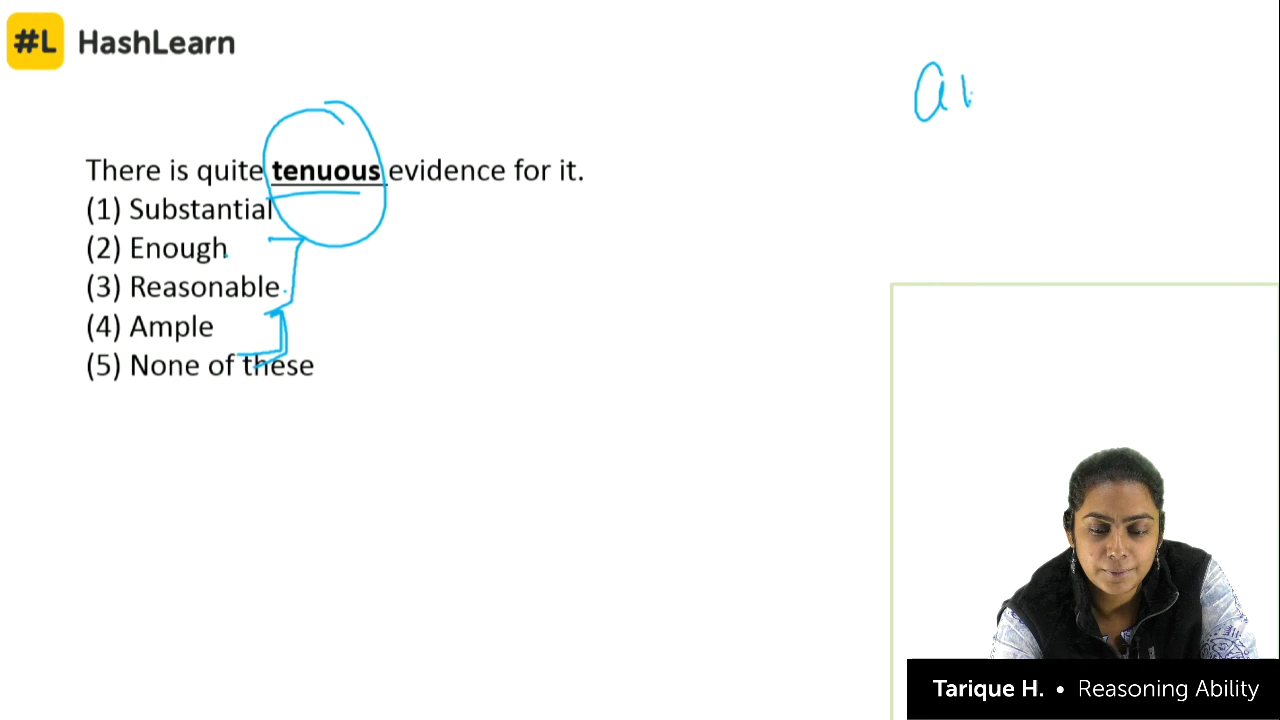 #L HashLearn
There is quite tenuous evidence for it.
(1) Substantial
(2) Enough
(3) Reasonable
(4) Ample
(5) None of these
Tarique H. • Reasoning Ability